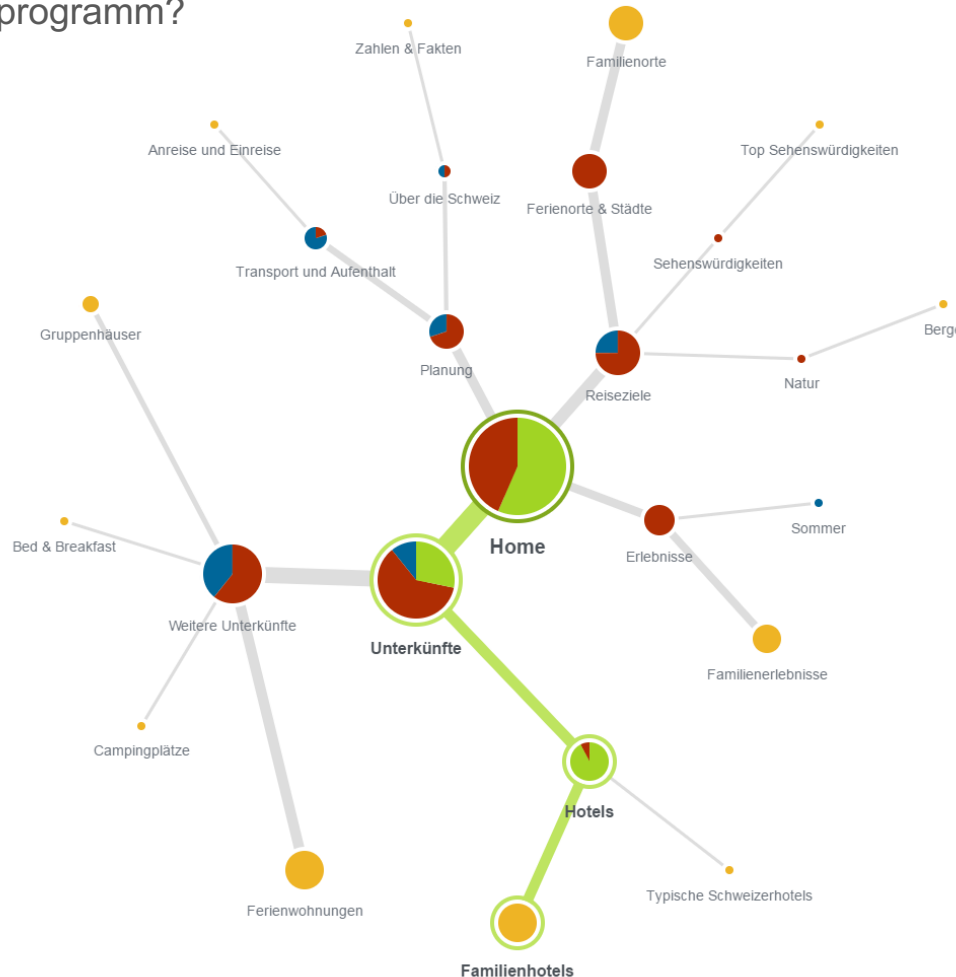 programm?
Zahlen & Fakten
Familienorte
Anreise und Einreise
Top Sehenswürdigkeiten
Über die Schweiz
Ferienorte & Städte
Transport und Aufenthalt
Sehenswürdigkeiten
Gruppenhäuser
Berge
Planung
Natur
Reiseziele
Sommer
Home
Bed & Breakfast
Erlebnisse
Weitere Unterkünfte
Unterkünfte
Familienerlebnisse
Campingplätze
Hotels
Typische Schweizerhotels
Ferienwohnungen
Familienhotels